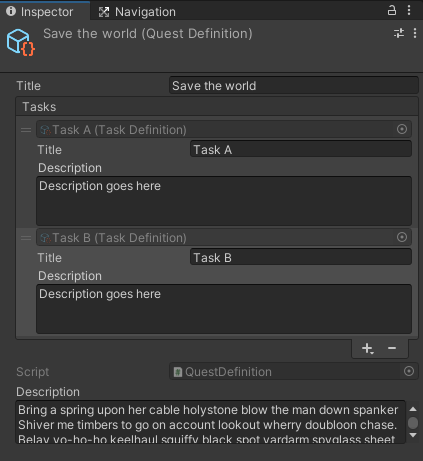 Inspector
Navigation
Save the world (Quest Definition)
Title
Save the world
Tasks
Task A (Task Definition)
Title
Task A
Description
Description goes here
Task B (Task Definition)
Title
Task B
Description
Description goes here
Script
QuestDefinition
Description
Bring a spring upon her cable holystone blow the man down spanker
Shiver me timbers to go on account lookout wherry doubloon chase.
Belay yo-ho-ho keelhaul squiffy black spot yardarm spyglass sheet